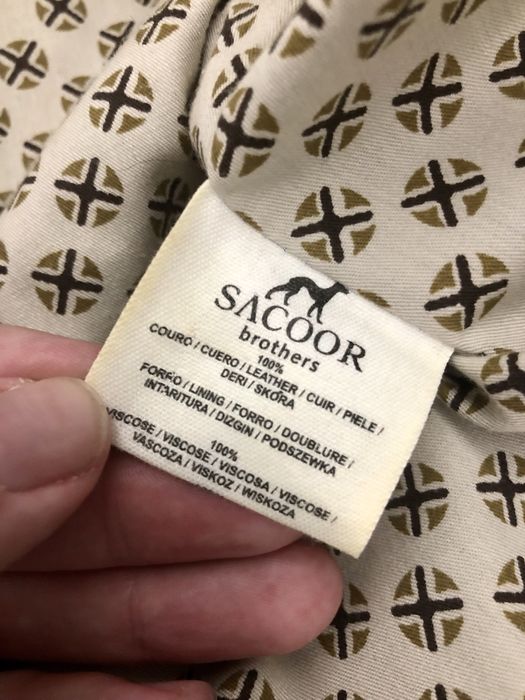 SACOOR
brothers
100%
COURO / CUERO / LEATHER / CUIR / PIELE /
DERI / SKÓRA
FORRO / LINING / FORRO / DOUBLURE /
INTARITURA / DIZGIN / PODSZEWKA
100%
VISCOSE / VISCOSE / VISCOSA / VISCOSE /
VASCOZA / VISKOZ / WISKOZA